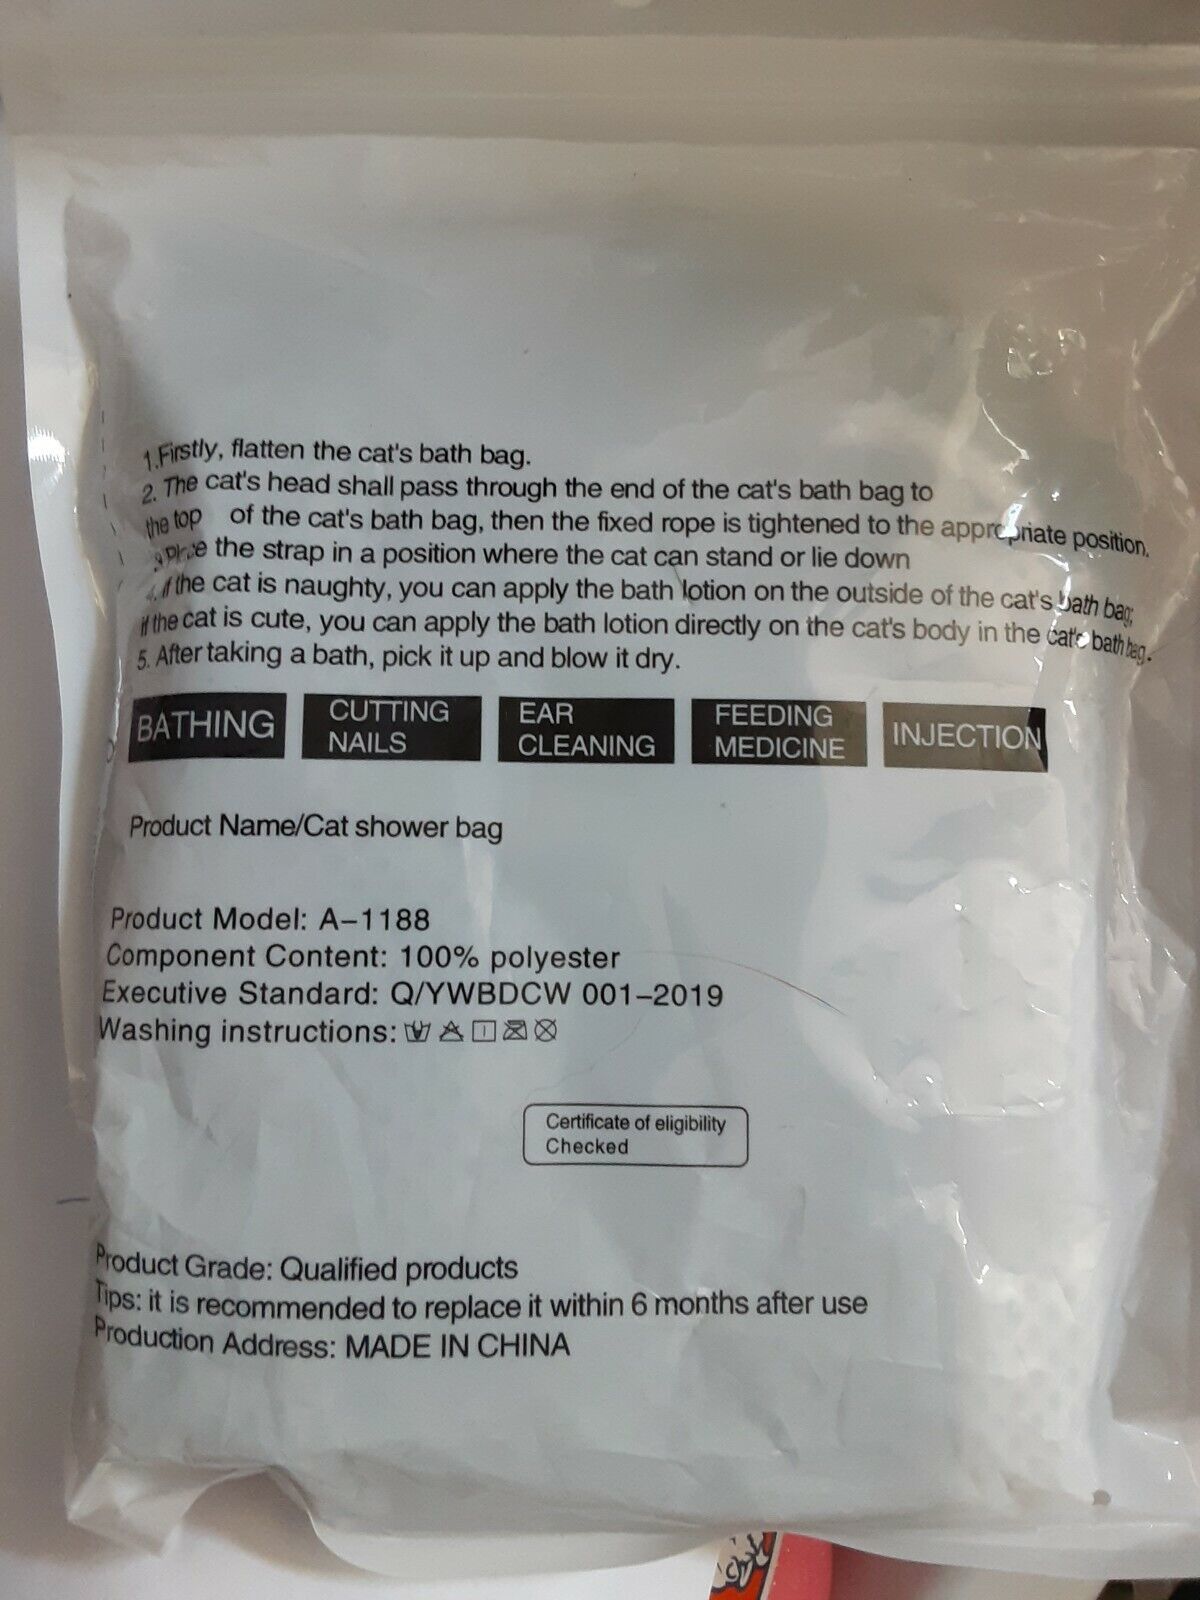 1.Firstly, flatten the cat's bath bag.
2. The cat's head shall pass through the end of the cat's bath bag to
the top of the cat's bath bag, then the fixed rope is tightened to the appropriate position.
Place the strap in a position where the cat can stand or lie down
if the cat is naughty, you can apply the bath lotion on the outside of the cat's bath bag;
if the cat is cute, you can apply the bath lotion directly on the cat's body in the cat's bath bag.
5. After taking a bath, pick it up and blow it dry.
BATHING
CUTTING
NAILS
EAR
CLEANING
FEEDING
MEDICINE
INJECTION
Product Name/Cat shower bag
Product Model: A-1188
Component Content: 100% polyester
Executive Standard: Q/YWBDCW 001-2019
Washing instructions:
Certificate of eligibility
Checked
Product Grade: Qualified products
Tips: it is recommended to replace it within 6 months after use
Production Address: MADE IN CHINA